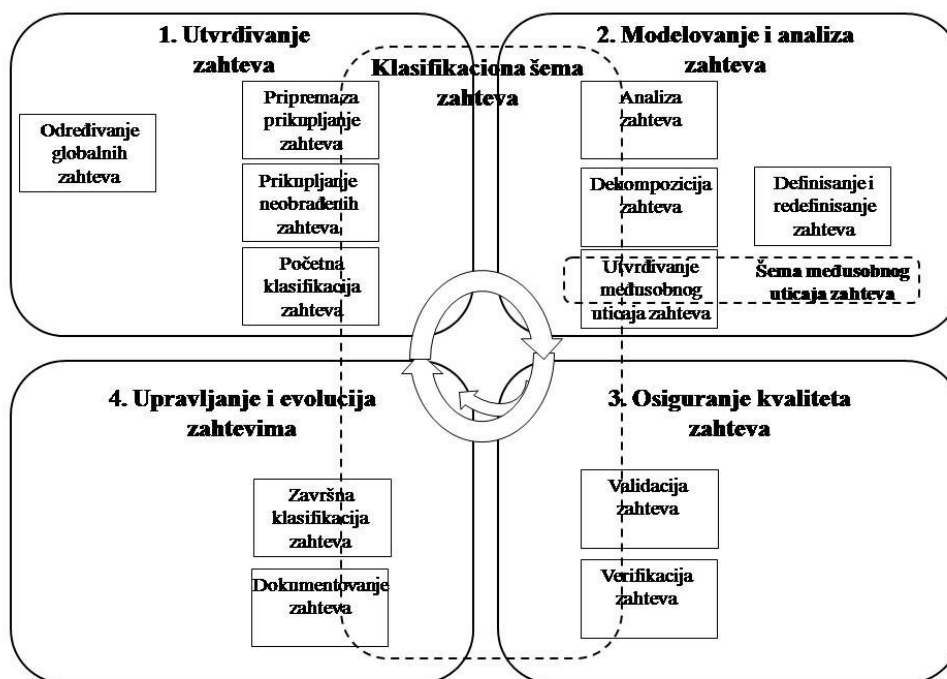 1. Utvrđivanje
zahteva
Klasifikaciona šema
zahteva
Određivanje
globalnih
zahteva
Priprema za
prikupljanje
zahteva
Prikupljanje
neobrađenih
zahteva
Početna
klasifikacija
zahteva
2. Modelovanje i analiza
zahteva
Analiza
zahteva
Dekompozicija
zahteva
Definisanje i
redefinisanje
zahteva
Utvrđivanje
međusobnog
uticaja zahteva
Šema međusobnog
uticaja zahteva
4. Upravljanje i evolucija
zahtevima
Završna
klasifikacija
zahteva
Dokumentovanje
zahteva
3. Osiguranje kvaliteta
zahteva
Validacija
zahteva
Verifikacija
zahteva